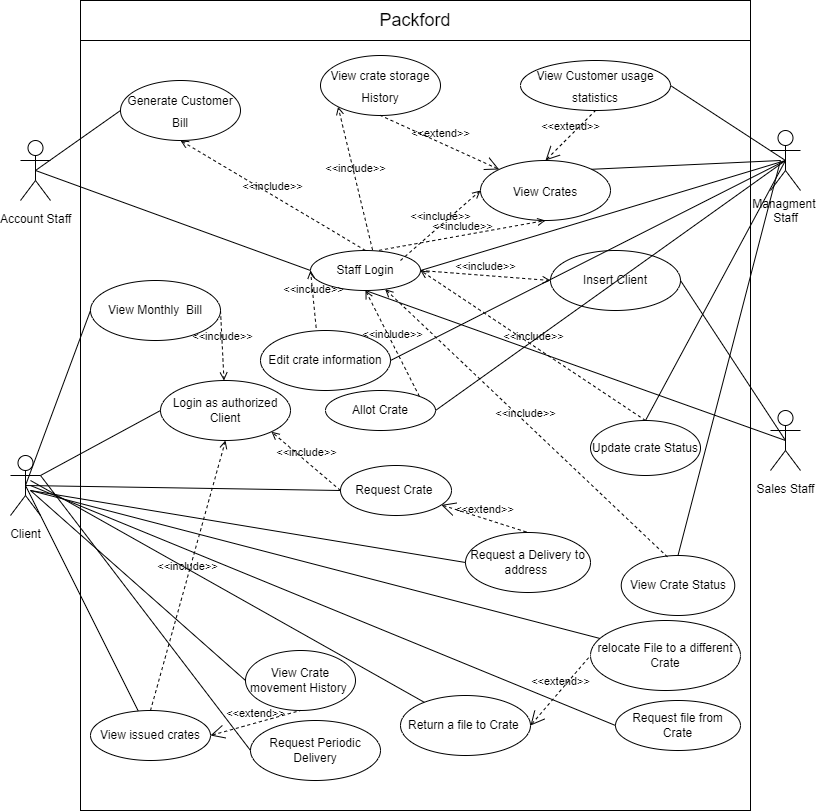 Packford
View crate storage
History
View Customer usage
statistics
Generate Customer
Bill
<<extend>>
<<extend>>
<<include>>
<<include>>
View Crates
Account Staff
Managment
Staff
<<include>>
<<include>>
Staff Login
<<include>>
Insert Client
<<include>>
View Monthly Bill
<<include>>
<<include>>
<<include>>
Edit crate information
Login as authorized
Client
Allot Crate
<<include>>
Update crate Status
<<include>>
Request Crate
Sales Staff
<<extend>>
Client
Request a Delivery to
address
<<include>>
View Crate Status
relocate File to a different
Crate
View Crate
movement History
<<extend>>
<<extend>>
View issued crates
Return a file to Crate
Request file from
Crate
Request Periodic
Delivery